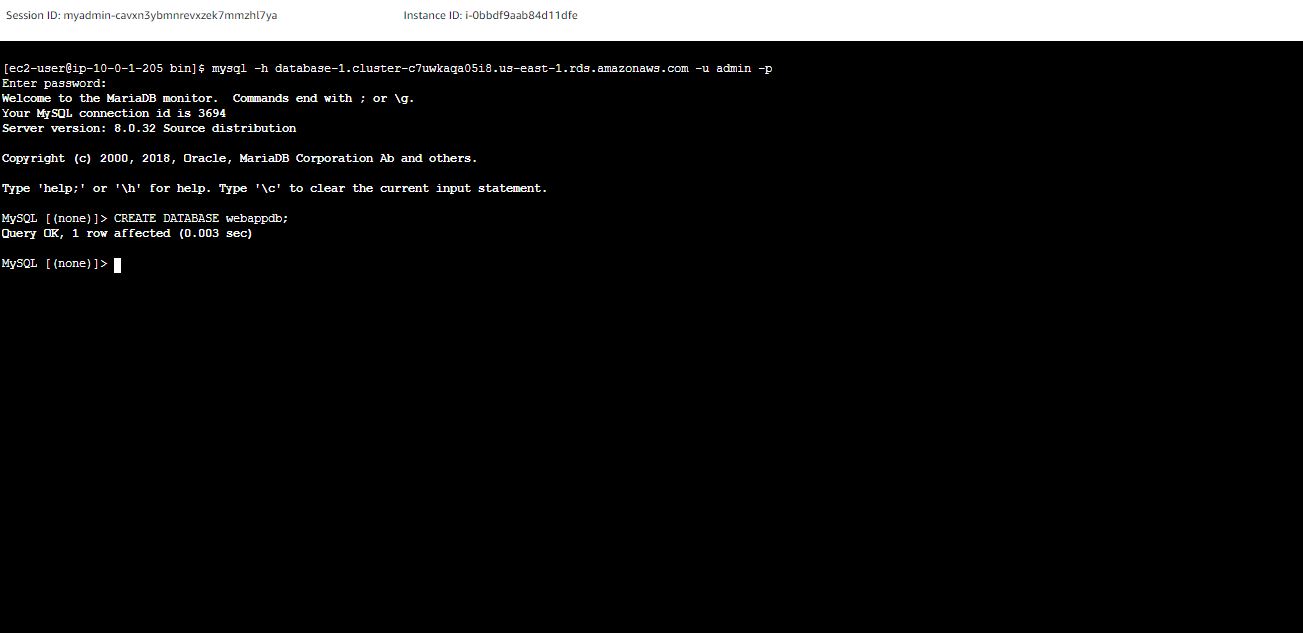 Session ID: myadmin-cavxn3ybmnrevxzek7mmzhl7ya Instance ID: i-0bbdf9aab84d11dfe
[ec2-user@ip-10-0-1-205 bin]$ mysql -h database-1.cluster-c7uwkaqa05i8.us-east-1.rds.amazonaws.com -u admin -p
Enter password:
Welcome to the MariaDB monitor.  Commands end with ; or \g.
Your MySQL connection id is 3694
Server version: 8.0.32 Source distribution
Copyright (c) 2000, 2018, Oracle, MariaDB Corporation Ab and others.
Type 'help;' or '\h' for help. Type '\c' to clear the current input statement.
MySQL [(none)]> CREATE DATABASE webappdb;
Query OK, 1 row affected (0.003 sec)
MySQL [(none)]>